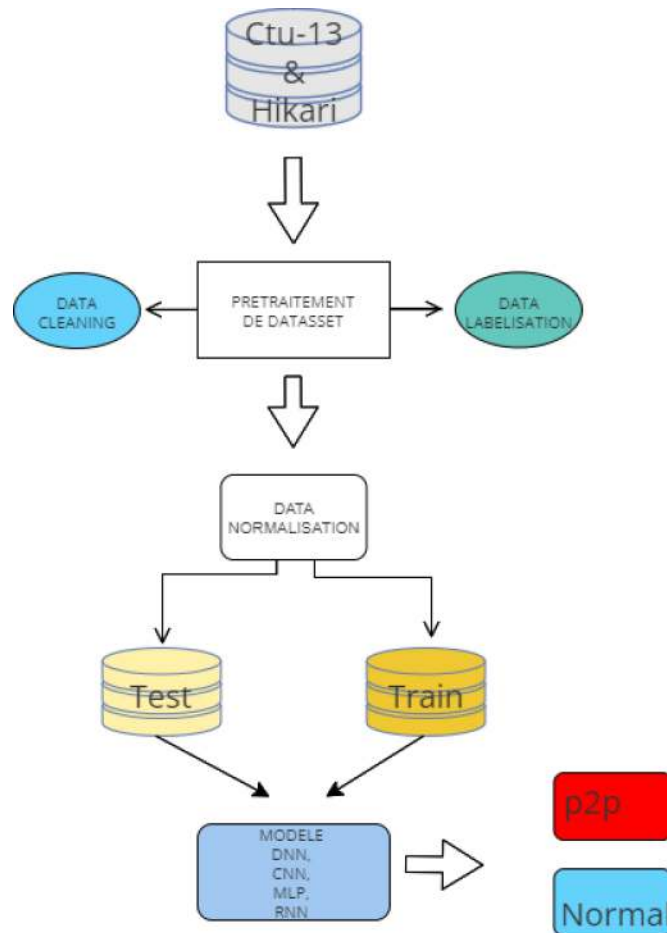 Ctu-13
&
Hikari
DATA
CLEANING
PRETRAITEMENT
DE DATASSET
DATA
LABELISATION
DATA
NORMALISATION
Test
Train
MODELE
DNN,
CNN,
MLP,
RNN
p2p
Normal